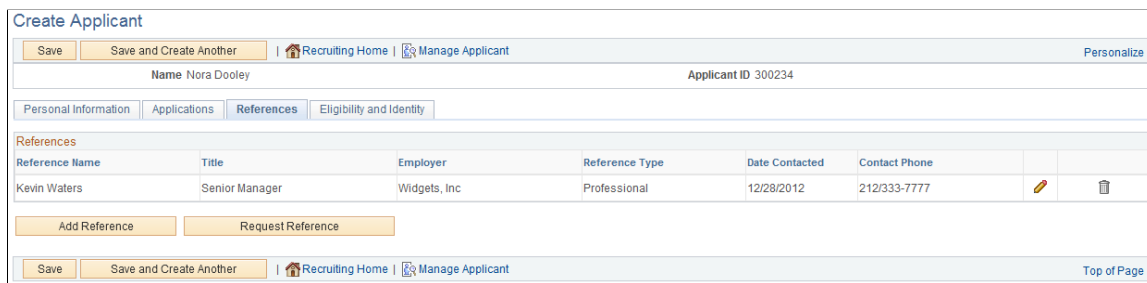 Create Applicant
Save Save and Create Another | Recruiting Home | Manage Applicant Personalize
Name Nora Dooley Applicant ID 300234
Personal Information Applications References Eligibility and Identity
References
Reference Name Title Employer Reference Type Date Contacted Contact Phone
Kevin Waters Senior Manager Widgets, Inc Professional 12/28/2012 212/333-7777
Add Reference Request Reference
Save Save and Create Another | Recruiting Home | Manage Applicant Top of Page